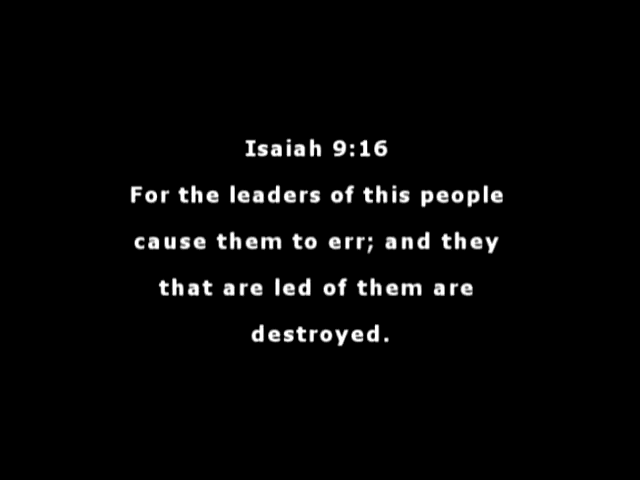 Isaiah 9:16
For the leaders of this people
cause them to err; and they
that are led of them are
destroyed.